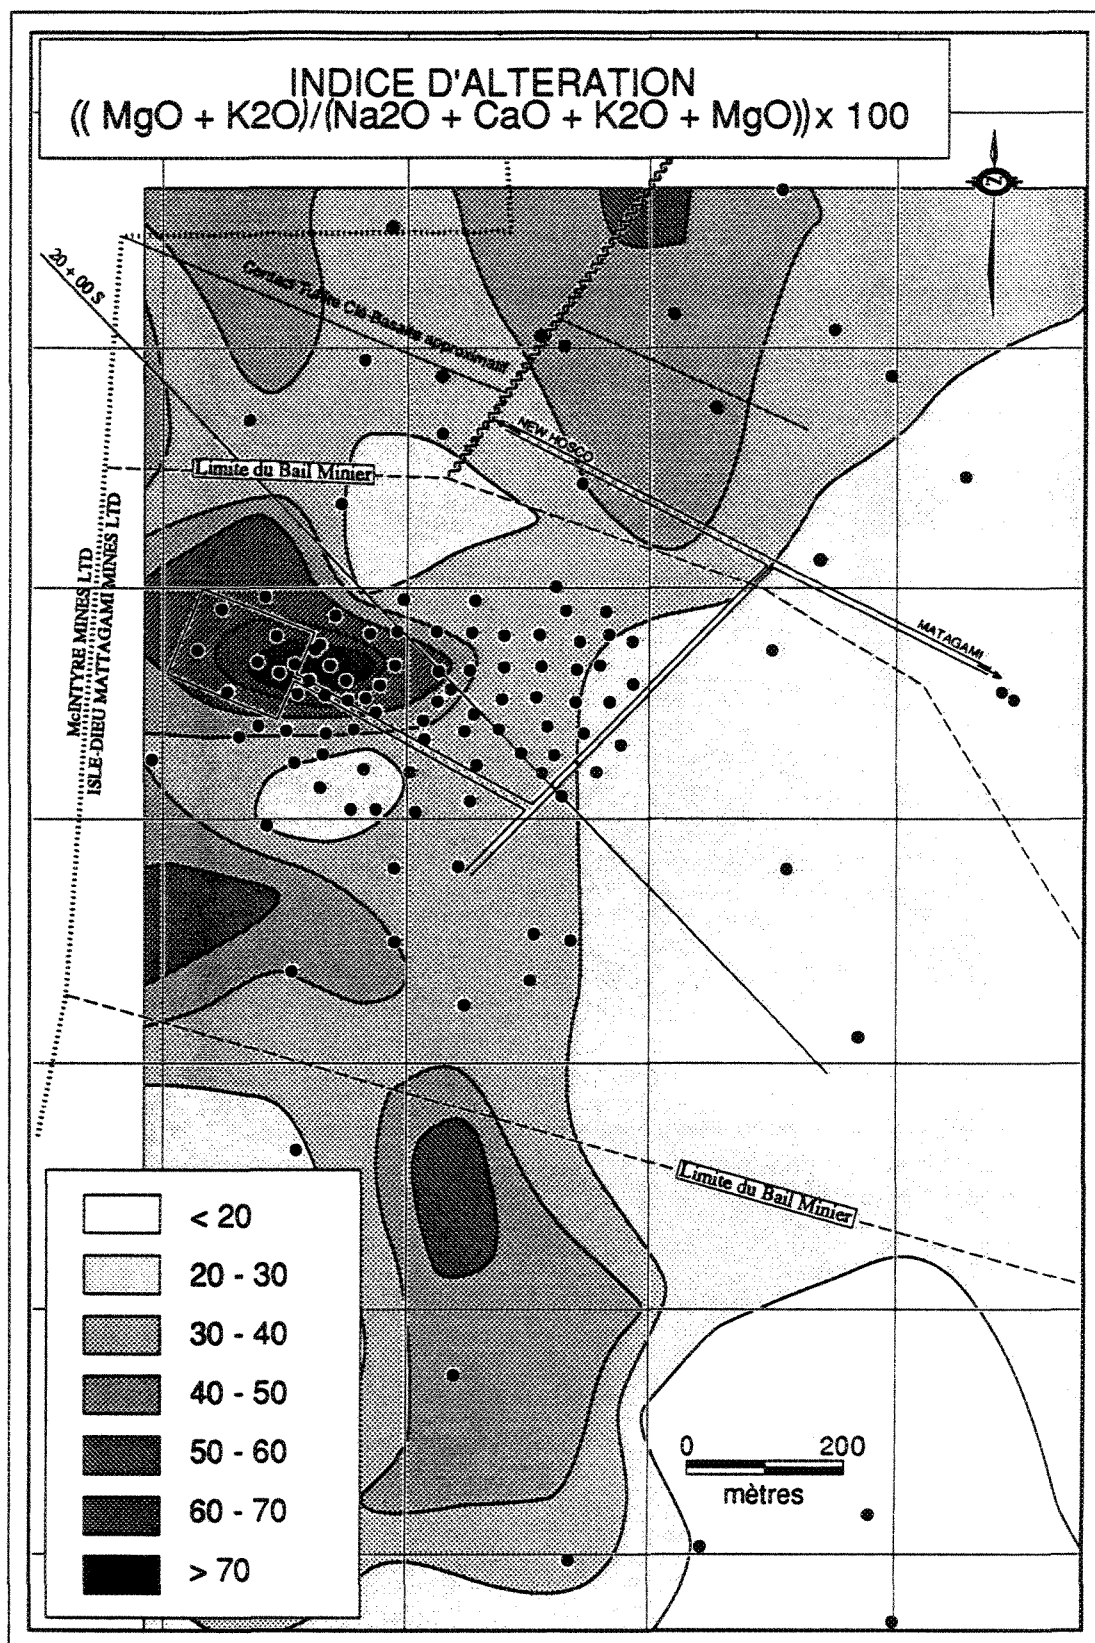 INDICE D'ALTERATION
(( MgO + K2O)/(Na2O + CaO + K2O + MgO)) x 100
N
20 + 00 S
Contact Tuffite Clé-Basalte approximatif
NEW HOSCO
Limite du Bail Minier
McINTYRE MINES LTD
ISLE-DIEU MATTAGAMI MINES LTD
MATAGAMI
Limite du Bail Minier
< 20
20 - 30
30 - 40
40 - 50
50 - 60
60 - 70
> 70
0 200
mètres